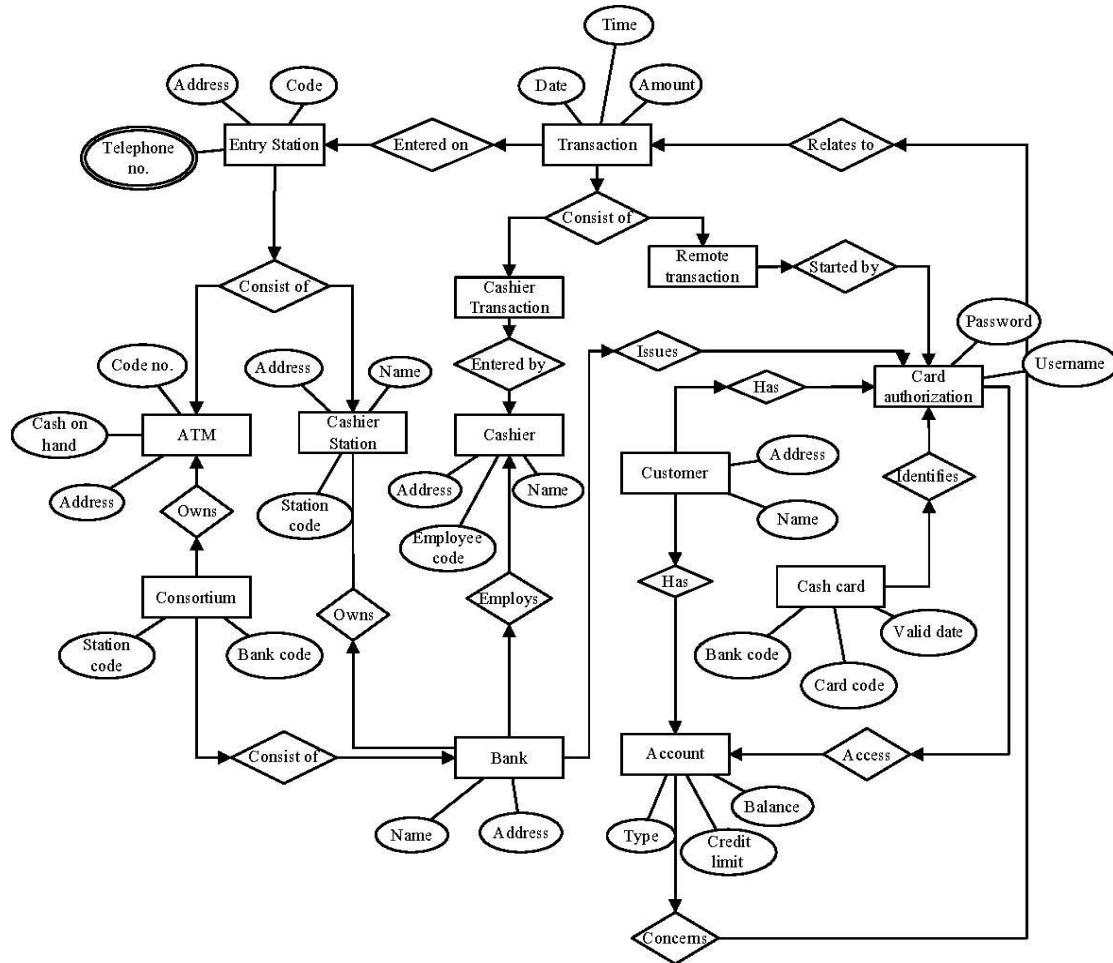 Time
Address
Code
Date
Amount
Telephone
no.
Entry Station
Entered on
Transaction
Relates to
Consist of
Remote
transaction
Started by
Consist of
Cashier
Transaction
Password
Code no.
Address
Name
Entered by
Issues
Username
Has
Card
authorization
Cash on
hand
ATM
Cashier
Station
Cashier
Customer
Address
Identifies
Address
Owns
Station
code
Address
Name
Employee
code
Name
Consortium
Owns
Employs
Has
Cash card
Station
code
Bank code
Bank code
Valid date
Card code
Consist of
Bank
Account
Access
Name
Address
Type
Credit
limit
Balance
Concerns